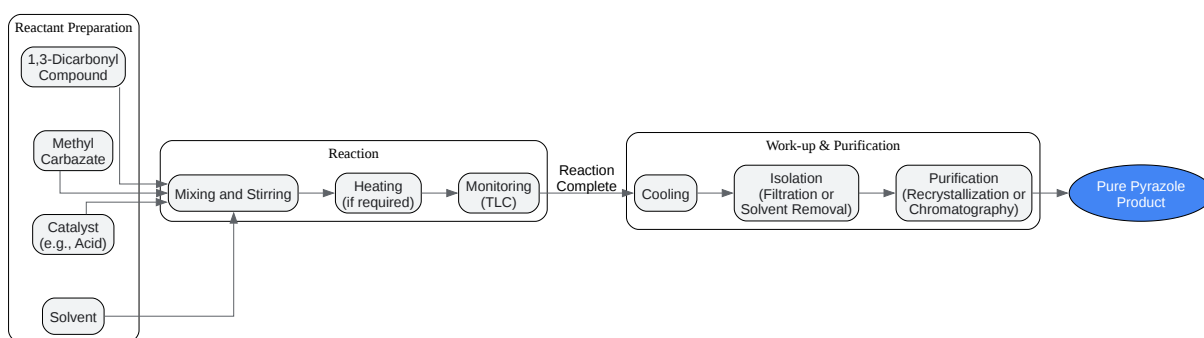 Reactant Preparation
1,3-Dicarbonyl
Compound
Methyl
Carbazate
Catalyst
(e.g., Acid)
Solvent
Reaction
Mixing and Stirring
Heating
(if required)
Monitoring
(TLC)
Reaction
Complete
Work-up & Purification
Cooling
Isolation
(Filtration or
Solvent Removal)
Purification
(Recrystallization or
Chromatography)
Pure Pyrazole
Product